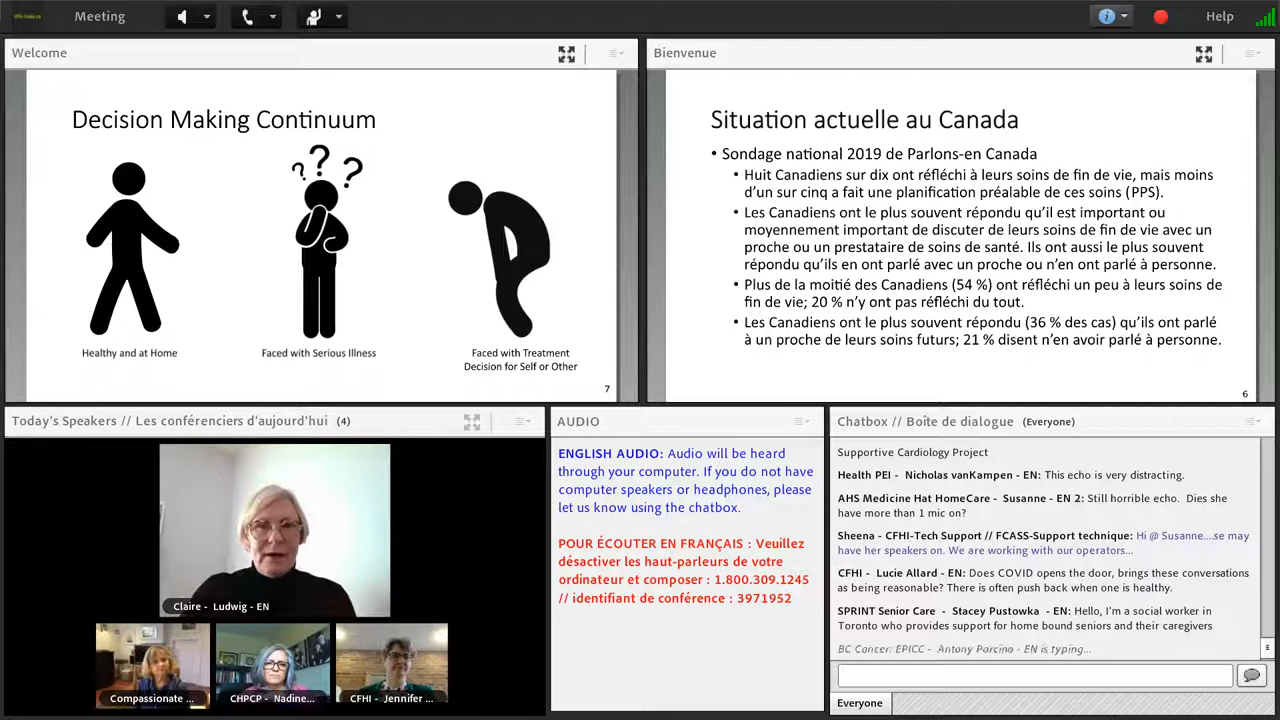 Meeting
Help
Welcome
Decision Making Continuum
? ? ?
Healthy and at Home
Faced with Serious Illness
Faced with Treatment
Decision for Self or Other
7
Bienvenue
Situation actuelle au Canada
• Sondage national 2019 de Parlons-en Canada
• Huit Canadiens sur dix ont réfléchi à leurs soins de fin de vie, mais moins
d'un sur cinq a fait une planification préalable de ces soins (PPS).
• Les Canadiens ont le plus souvent répondu qu'il est important ou
moyennement important de discuter de leurs soins de fin de vie avec un
proche ou un prestataire de soins de santé. Ils ont aussi le plus souvent
répondu qu'ils en ont parlé avec un proche ou n'en ont parlé à personne.
• Plus de la moitié des Canadiens (54 %) ont réfléchi un peu à leurs soins de
fin de vie; 20 % n'y ont pas réfléchi du tout.
• Les Canadiens ont le plus souvent répondu (36 % des cas) qu'ils ont parlé
à un proche de leurs soins futurs; 21 % disent n'en avoir parlé à personne.
6
Today's Speakers // Les conférenciers d'aujourd'hui (4)
Claire - Ludwig - EN
Compassionate ...
CHPCP - Nadine...
CFHI - Jennifer ...
AUDIO
ENGLISH AUDIO: Audio will be heard
through your computer. If you do not have
computer speakers or headphones, please
let us know using the chatbox.
POUR ÉCOUTER EN FRANÇAIS : Veuillez
désactiver les haut-parleurs de votre
ordinateur et composer : 1.800.309.1245
// identifiant de conférence : 3971952
Chatbox // Boîte de dialogue (Everyone)
Supportive Cardiology Project
Health PEI - Nicholas vanKampen - EN: This echo is very distracting.
AHS Medicine Hat HomeCare - Susanne - EN 2: Still horrible echo. Dies she
have more than 1 mic on?
Sheena - CFHI-Tech Support // FCASS-Support technique: Hi @ Susanne....se may
have her speakers on. We are working with our operators...
CFHI - Lucie Allard - EN: Does COVID opens the door, brings these conversations
as being reasonable? There is often push back when one is healthy.
SPRINT Senior Care - Stacey Pustowka - EN: Hello, I'm a social worker in
Toronto who provides support for home bound seniors and their caregivers
BC Cancer: EPICC - Antony Porcino - EN is typing...
Everyone